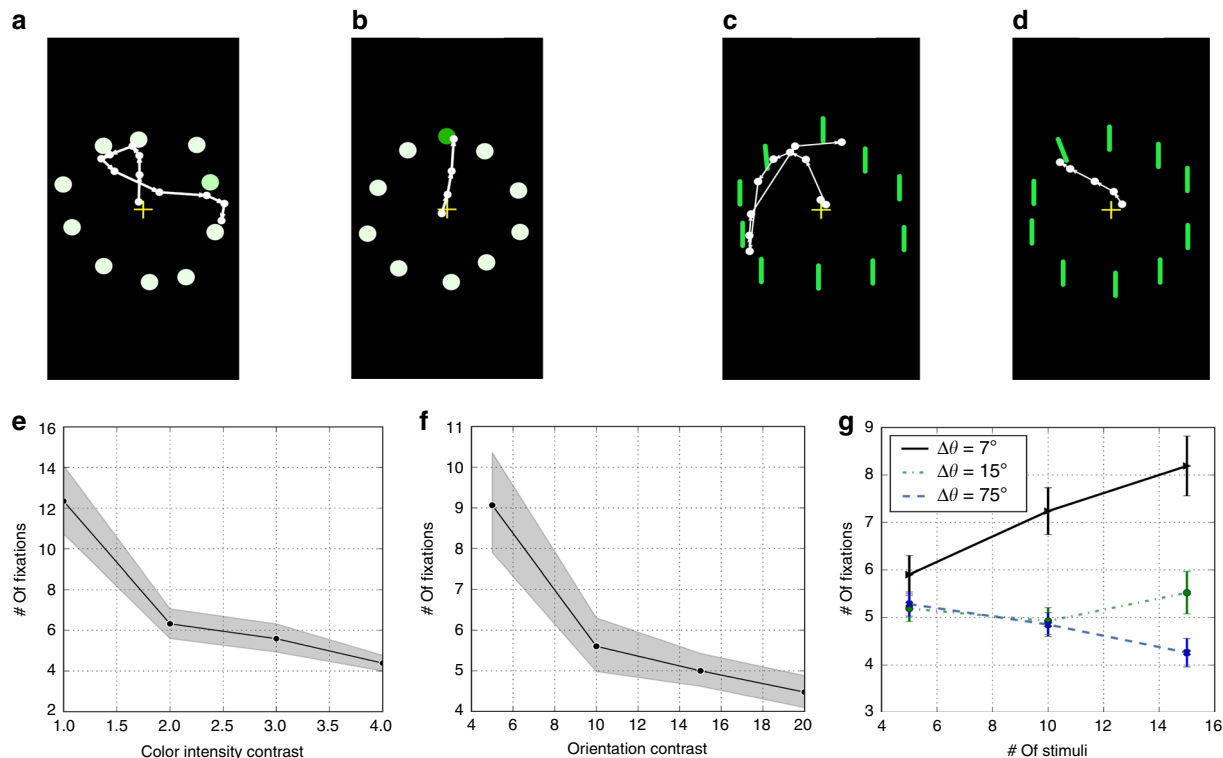 a
b
c
d
e
16
14
12
10
8
6
4
2
1.0 1.5 2.0 2.5 3.0 3.5 4.0
# Of fixations
Color intensity contrast
f
11
10
9
8
7
6
5
4
4 6 8 10 12 14 16 18 20
# Of fixations
Orientation contrast
g
9
8
7
6
5
4
3
4 6 8 10 12 14 16
# Of fixations
# Of stimuli
Δθ = 7°
Δθ = 15°
Δθ = 75°